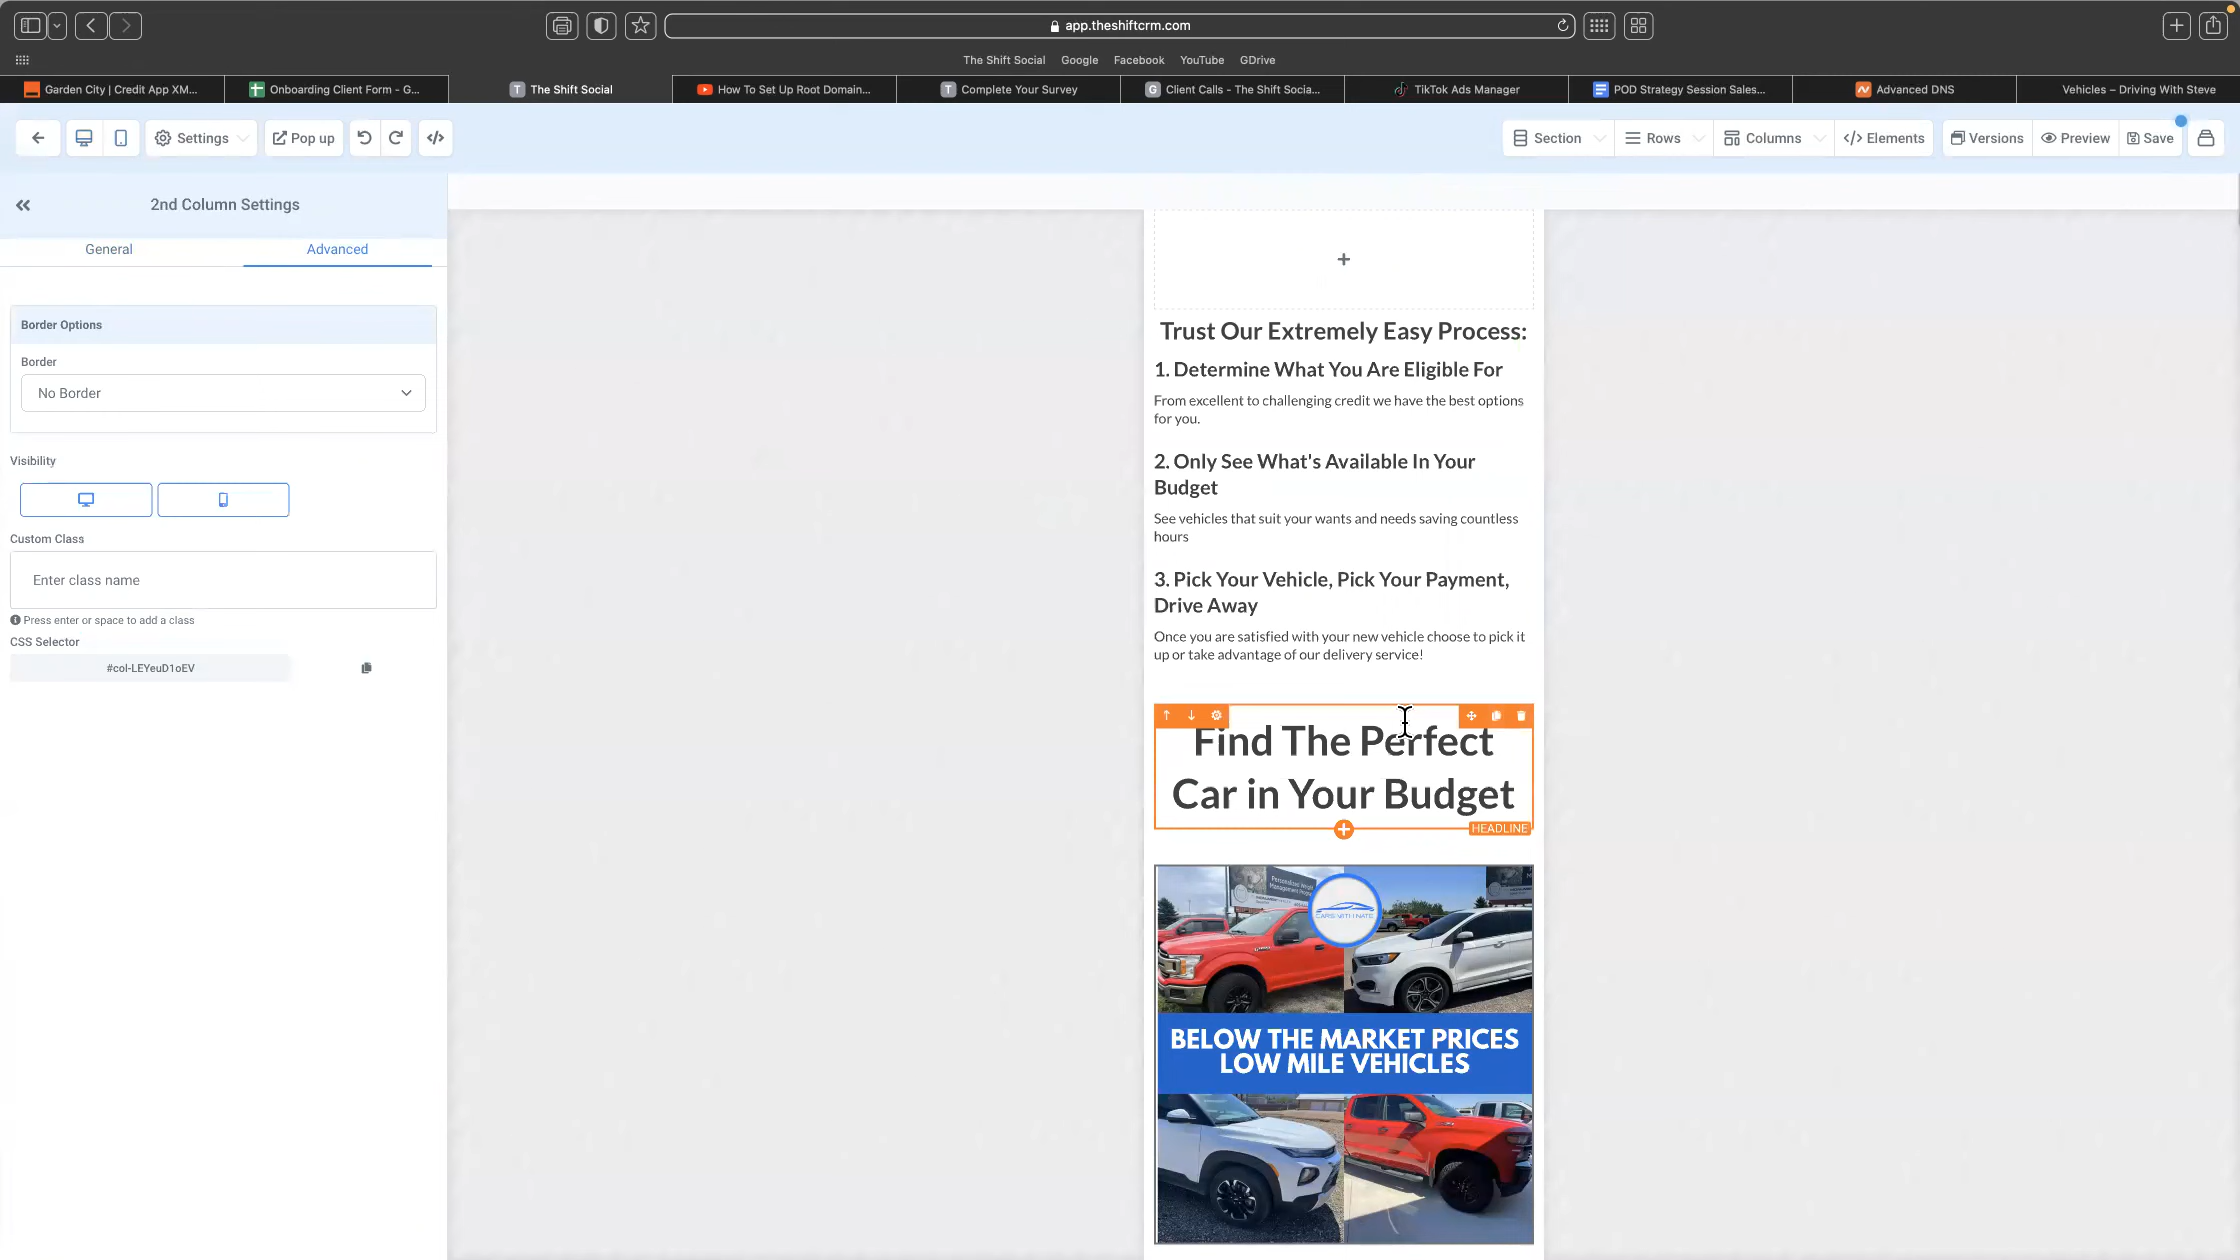 app.theshiftcrm.com
The Shift Social
Google
Facebook
YouTube
GDrive
Garden City | Credit App XM...
Onboarding Client Form - G...
The Shift Social
How To Set Up Root Domain...
Complete Your Survey
Client Calls - The Shift Socia...
TikTok Ads Manager
POD Strategy Session Sales...
Advanced DNS
Vehicles – Driving With Steve
Settings
Pop up
Section
Rows
Columns
Elements
Versions
Preview
Save
2nd Column Settings
General
Advanced
Border Options
Border
No Border
Visibility
Custom Class
Enter class name
Press enter or space to add a class
CSS Selector
#col-LEYeuD1oEV
Trust Our Extremely Easy Process:
1. Determine What You Are Eligible For
From excellent to challenging credit we have the best options
for you.
2. Only See What's Available In Your
Budget
See vehicles that suit your wants and needs saving countless
hours
3. Pick Your Vehicle, Pick Your Payment,
Drive Away
Once you are satisfied with your new vehicle choose to pick it
up or take advantage of our delivery service!
Find The Perfect
Car in Your Budget
HEADLINE
CARS WITH NATE
BELOW THE MARKET PRICES
LOW MILE VEHICLES